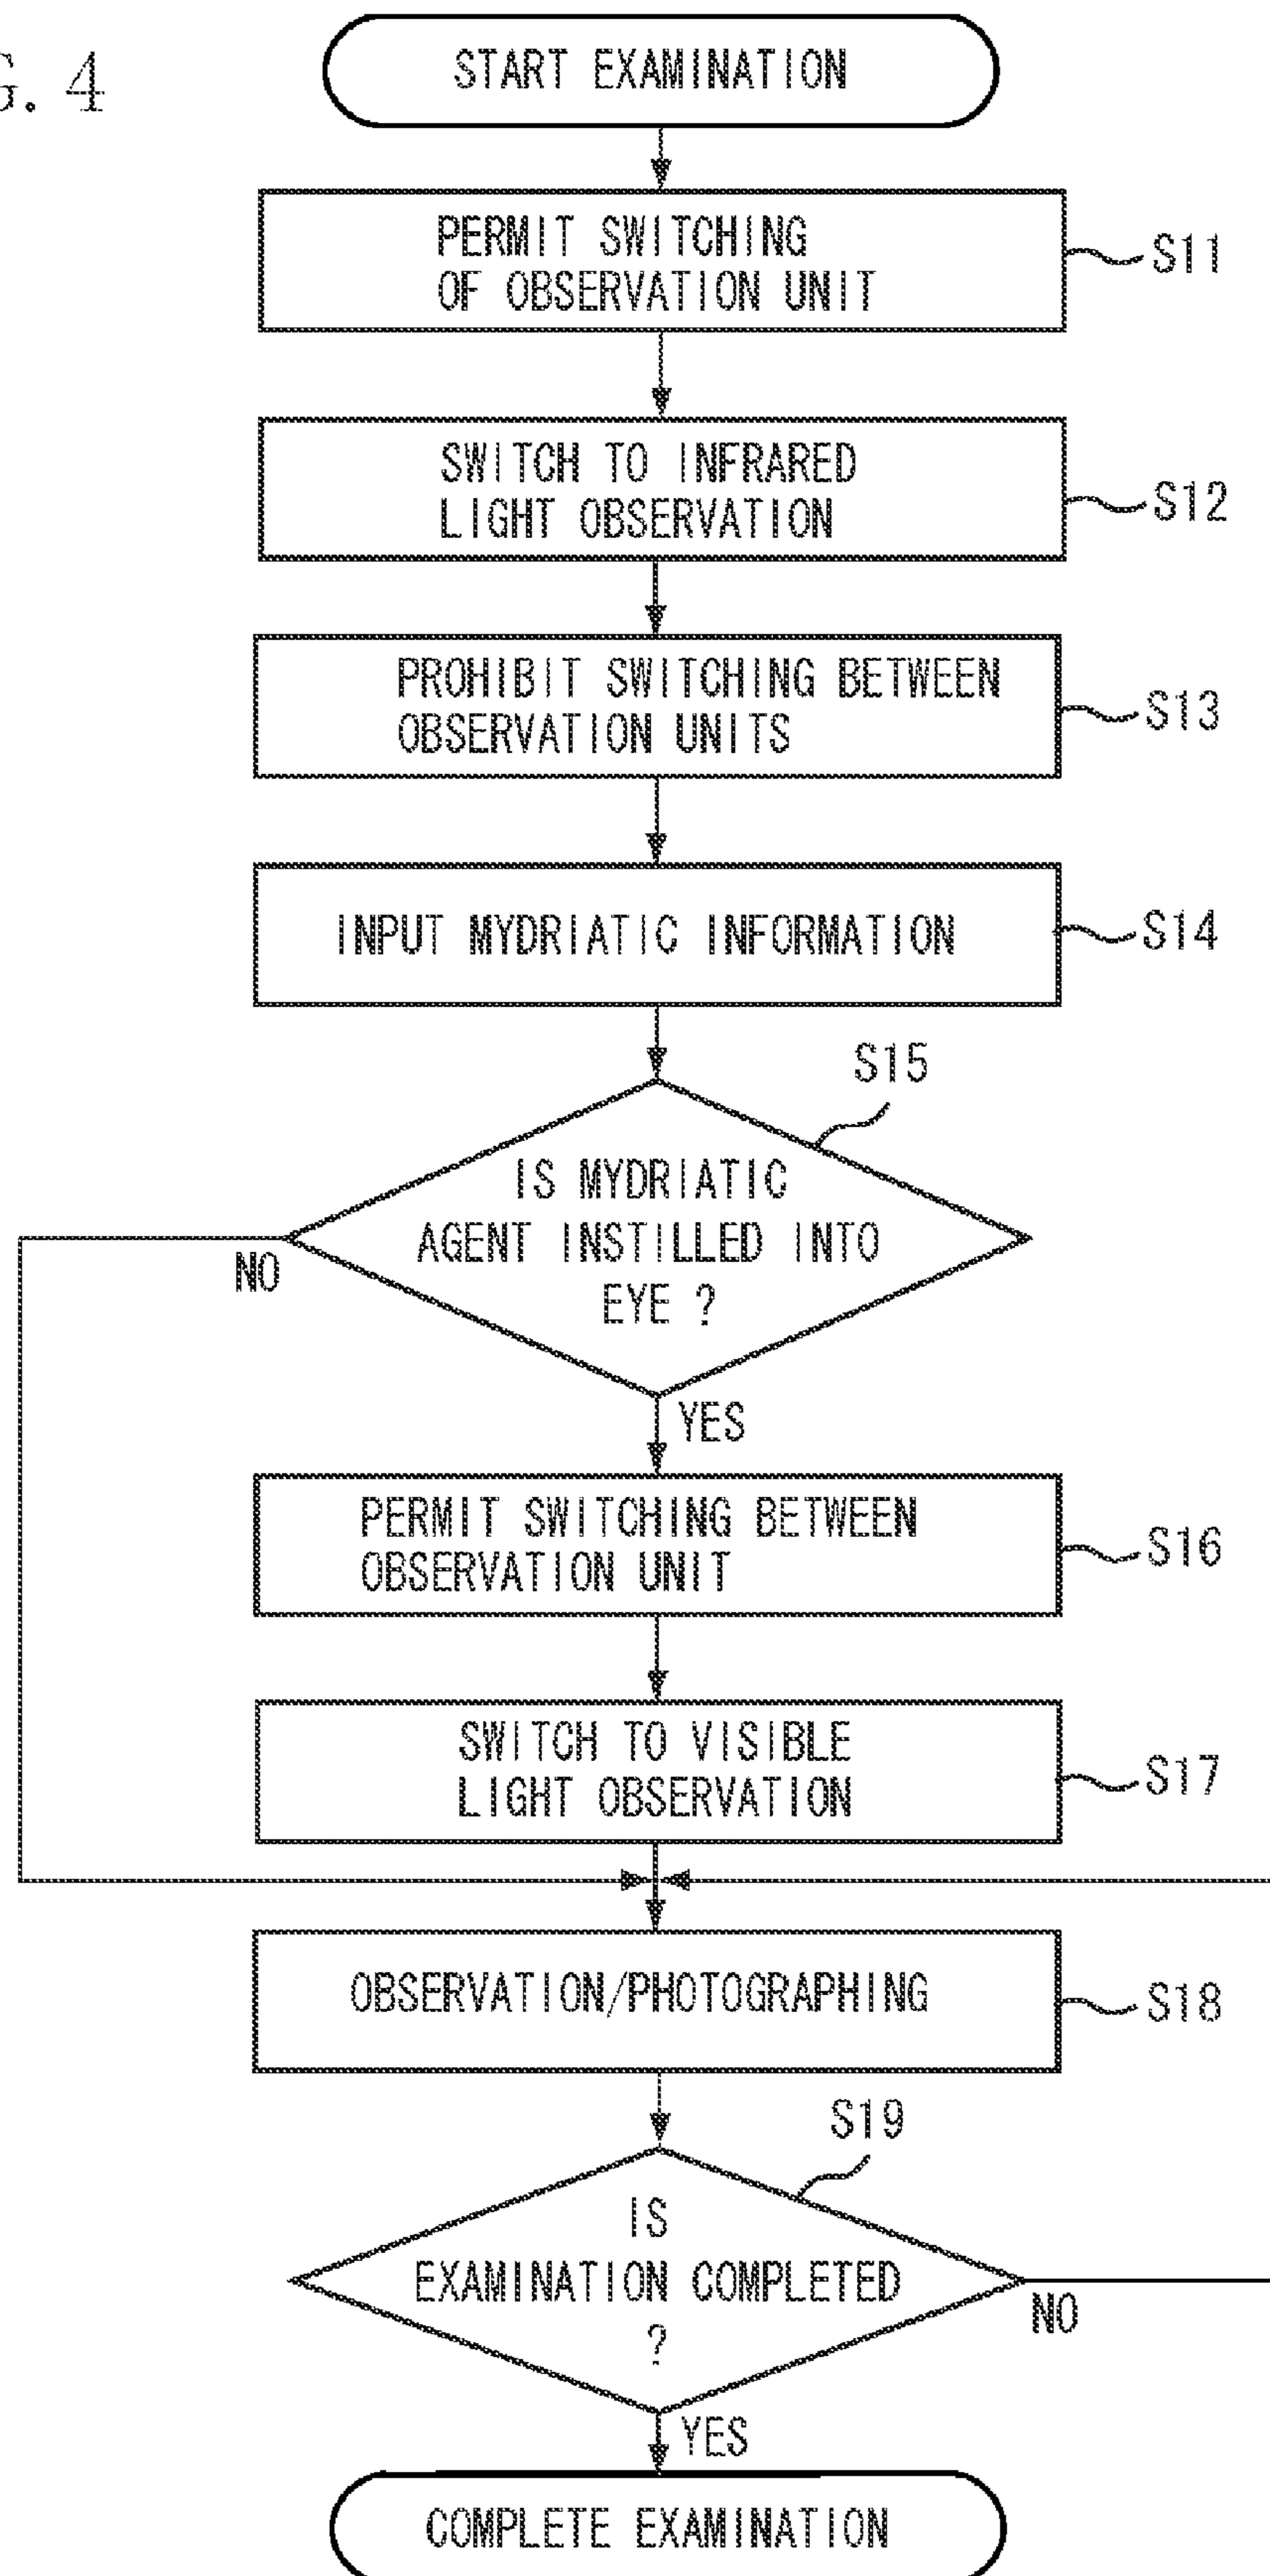 G. 4
START EXAMINATION
PERMIT SWITCHING
OF OBSERVATION UNIT
S11
SWITCH TO INFRARED
LIGHT OBSERVATION
S12
PROHIBIT SWITCHING BETWEEN
OBSERVATION UNITS
S13
INPUT MYDRIATIC INFORMATION
S14
S15
IS MYDRIATIC
AGENT INSTILLED INTO
EYE ?
NO
YES
PERMIT SWITCHING BETWEEN
OBSERVATION UNIT
S16
SWITCH TO VISIBLE
LIGHT OBSERVATION
S17
OBSERVATION/PHOTOGRAPHING
S18
S19
IS
EXAMINATION COMPLETED
?
NO
YES
COMPLETE EXAMINATION